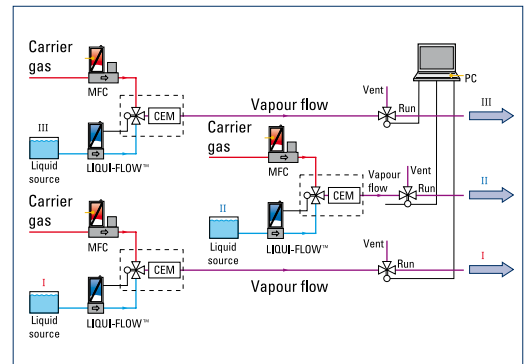 Carrier
gas
MFC
III
Liquid
source
LIQUI-FLOW™
CEM
Vapour flow
Vent
Run
PC
III
Carrier
gas
MFC
II
Liquid
source
LIQUI-FLOW™
CEM
Vapour
flow
Vent
Run
II
Carrier
gas
MFC
I
Liquid
source
LIQUI-FLOW™
CEM
Vapour flow
Vent
Run
I